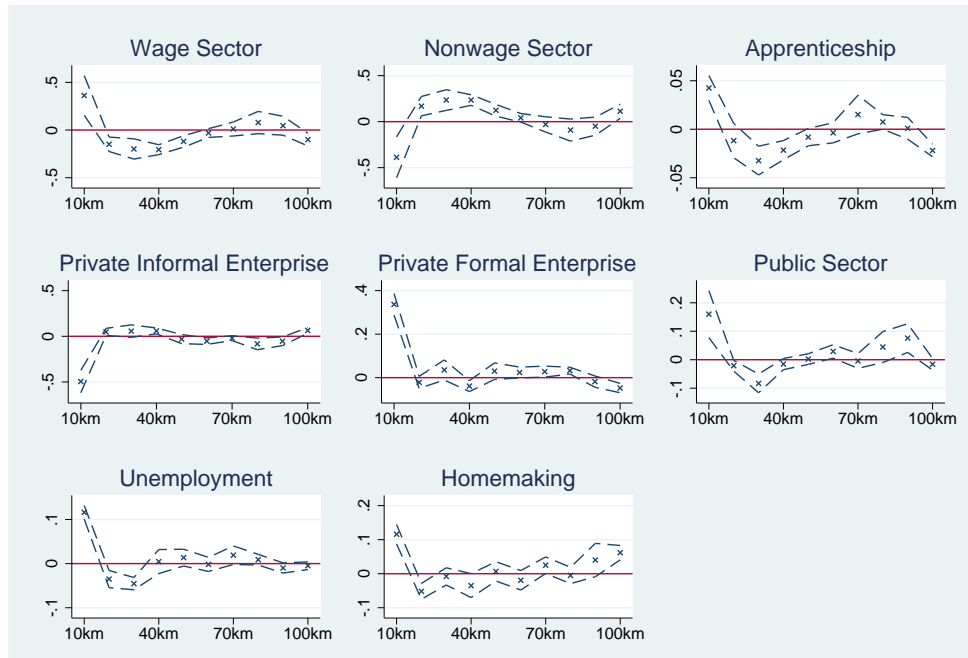 Wage Sector
.5
0
-.5
10km 40km 70km 100km
Nonwage Sector
.5
0
-.5
10km 40km 70km 100km
Apprenticeship
.05
0
-.05
10km 40km 70km 100km
Private Informal Enterprise
.5
0
-.5
10km 40km 70km 100km
Private Formal Enterprise
.4
.2
0
10km 40km 70km 100km
Public Sector
.2
.1
0
-.1
10km 40km 70km 100km
Unemployment
.1
0
-.1
10km 40km 70km 100km
Homemaking
.2
.1
0
-.1
10km 40km 70km 100km